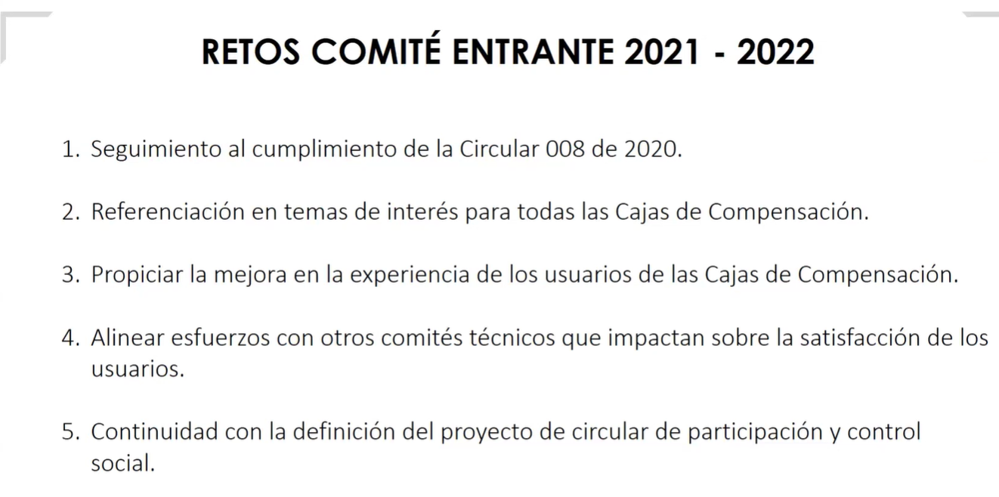 RETOS COMITÉ ENTRANTE 2021 - 2022
1. Seguimiento al cumplimiento de la Circular 008 de 2020.
2. Referenciación en temas de interés para todas las Cajas de Compensación.
3. Propiciar la mejora en la experiencia de los usuarios de las Cajas de Compensación.
4. Alinear esfuerzos con otros comités técnicos que impactan sobre la satisfacción de los
usuarios.
5. Continuidad con la definición del proyecto de circular de participación y control
social.